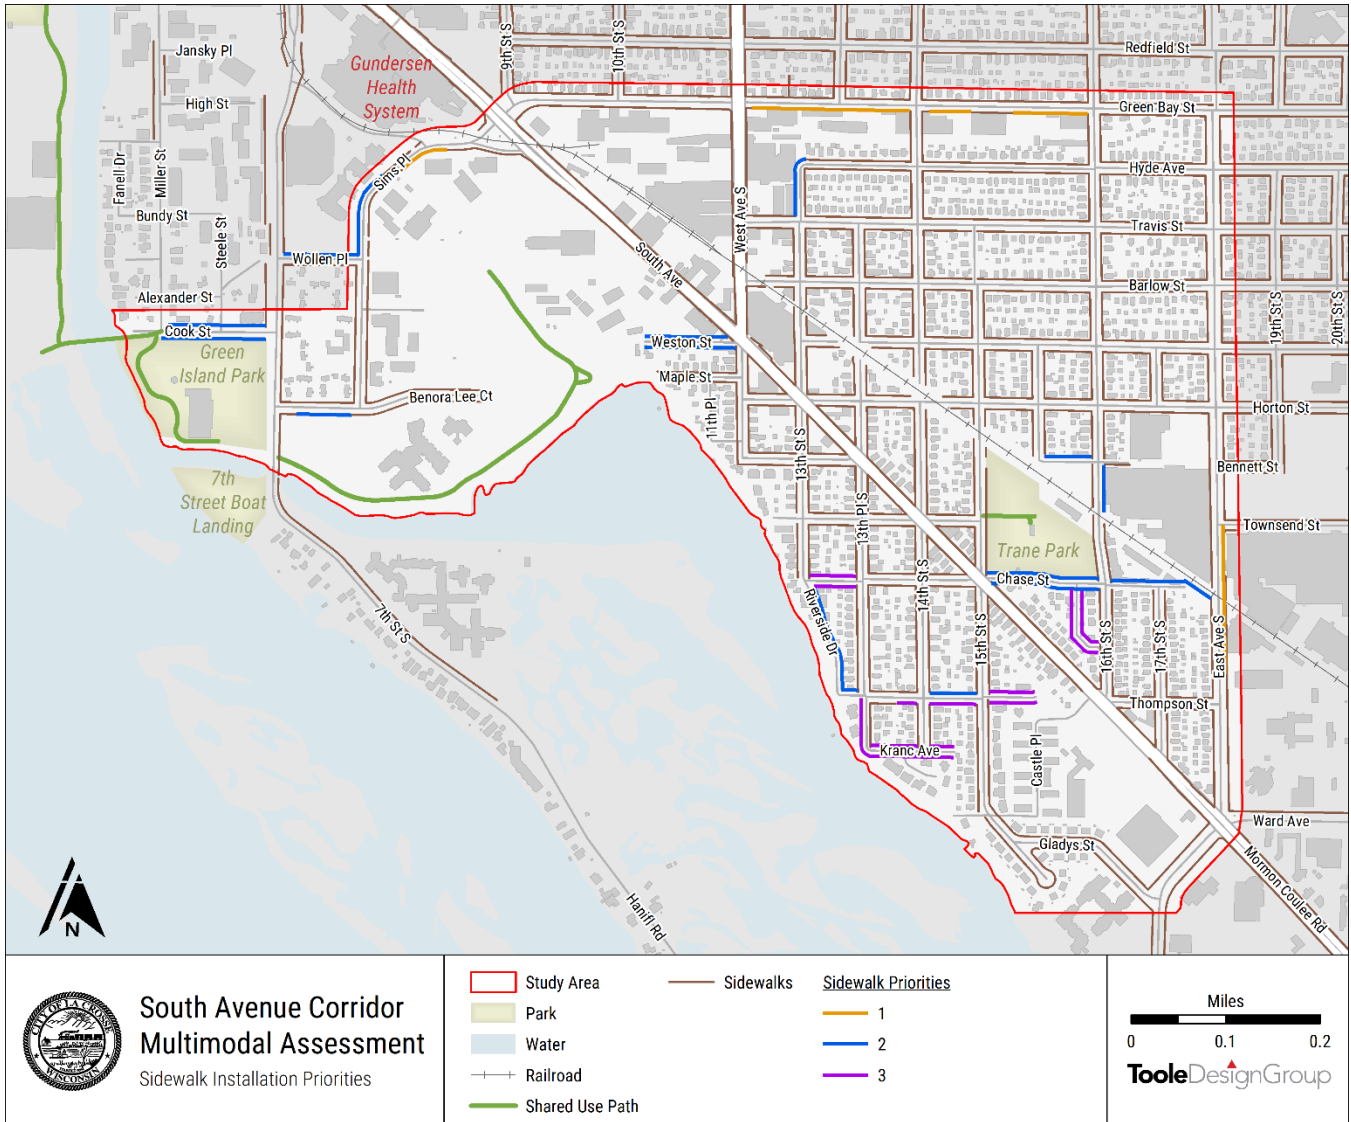 Jansky Pl
High St
Fanell Dr
Miller St
Bundy St
Steele St
Wollen Pl
Alexander St
Cook St
Green
Island Park
7th
Street Boat
Landing
Gundersen
Health
System
Sims Pl
Benora Lee Ct
9th St S
10th St S
Redfield St
Green Bay St
Hyde Ave
Travis St
Barlow St
West Ave S
South Ave
Weston St
Maple St
11th Pl
13th St S
13th Pl S
14th St S
15th St S
16th St S
17th St S
19th St S
20th St S
Horton St
Bennett St
Townsend St
Trane Park
Chase St
East Ave S
Riverside Dr
Thompson St
Kranc Ave
Castle Pl
Gladys St
Ward Ave
Mormon Coulee Rd
7th St S
Hanifl Rd
N
CITY OF LA CROSSE
WISCONSIN
South Avenue Corridor
Multimodal Assessment
Sidewalk Installation Priorities
Study Area
Park
Water
Railroad
Shared Use Path
Sidewalks
Sidewalk Priorities
1
2
3
Miles
0 0.1 0.2
TooleDesignGroup